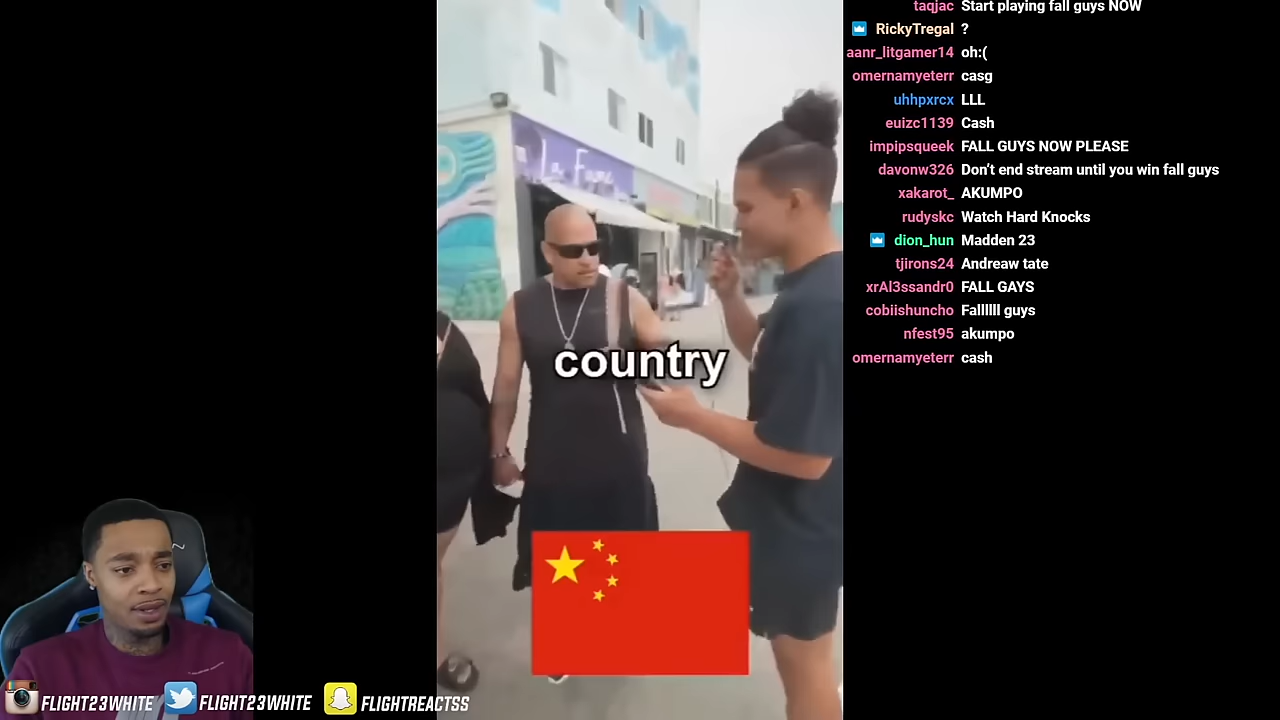 taqjac Start playing fall guys NOW
RickyTregal ?
aanr_litgamer14 oh:(
omernamyeterr casg
uhhpxrcx LLL
euizc1139 Cash
impipsqueek FALL GUYS NOW PLEASE
davonw326 Don’t end stream until you win fall guys
xakarot_ AKUMPO
rudyskc Watch Hard Knocks
dion_hun Madden 23
tjirons24 Andreaw tate
xrAl3ssandr0 FALL GAYS
cobiishuncho Fallllll guys
nfest95 akumpo
omernamyeterr cash
La Fuma
country
FLIGHT23WHITE FLIGHT23WHITE FLIGHTREACTSS